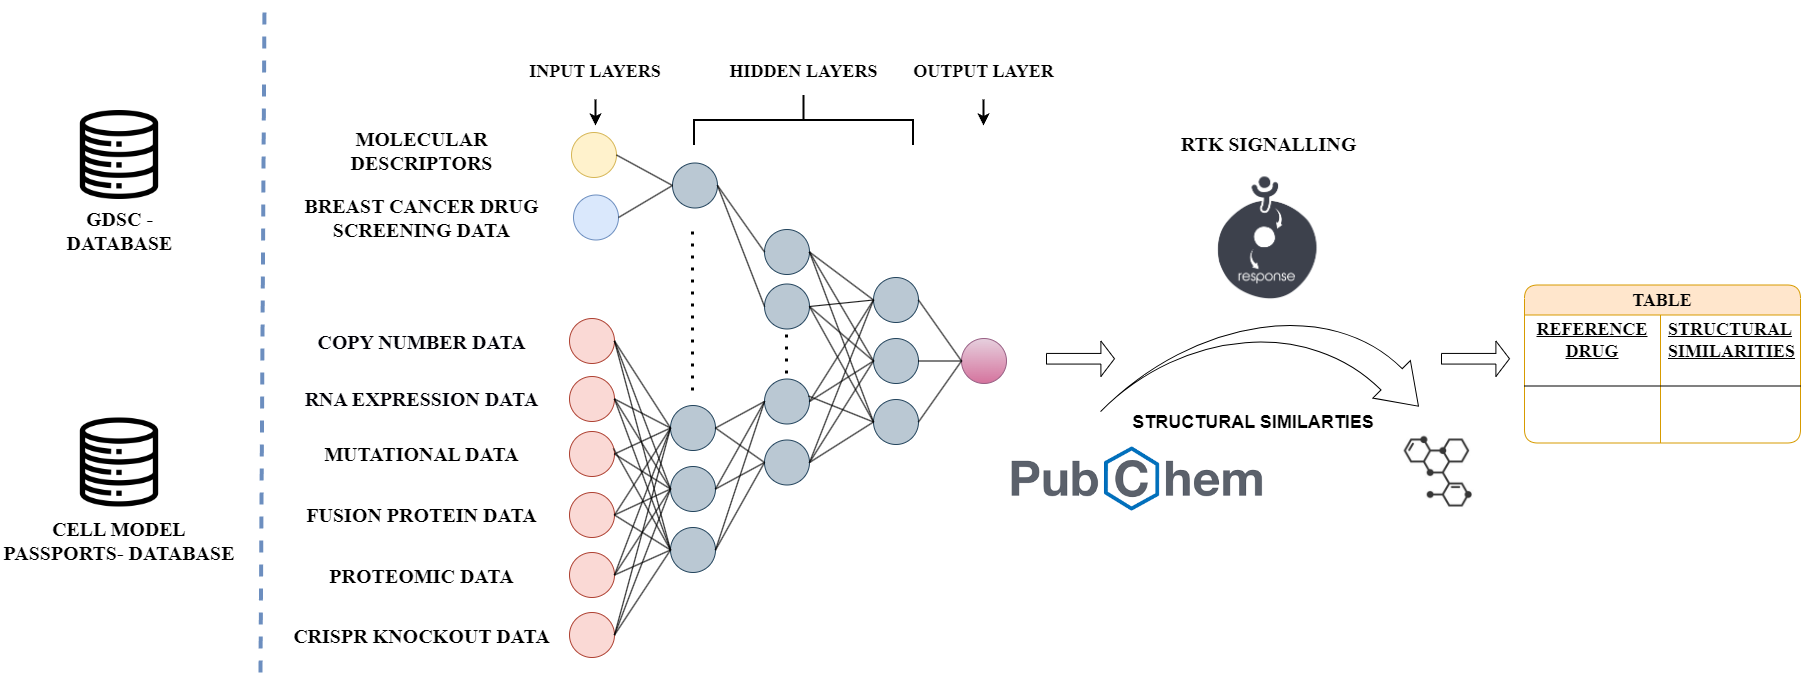 INPUT LAYERS
HIDDEN LAYERS
OUTPUT LAYER
MOLECULAR
DESCRIPTORS
BREAST CANCER DRUG
SCREENING DATA
GDSC -
DATABASE
COPY NUMBER DATA
RNA EXPRESSION DATA
MUTATIONAL DATA
FUSION PROTEIN DATA
PROTEOMIC DATA
CRISPR KNOCKOUT DATA
CELL MODEL
PASSPORTS- DATABASE
RTK SIGNALLING
response
STRUCTURAL SIMILARTIES
PubChem
TABLE
REFERENCE
DRUG
STRUCTURAL
SIMILARITIES